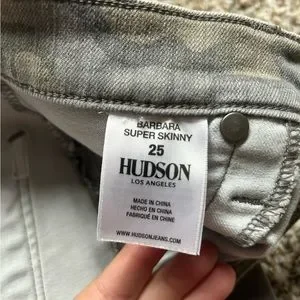 BARBARA
SUPER SKINNY
25
HUDSON
LOS ANGELES
MADE IN CHINA
HECHO EN CHINA
FABRIQUÉ EN CHINE
WWW.HUDSONJEANS.COM